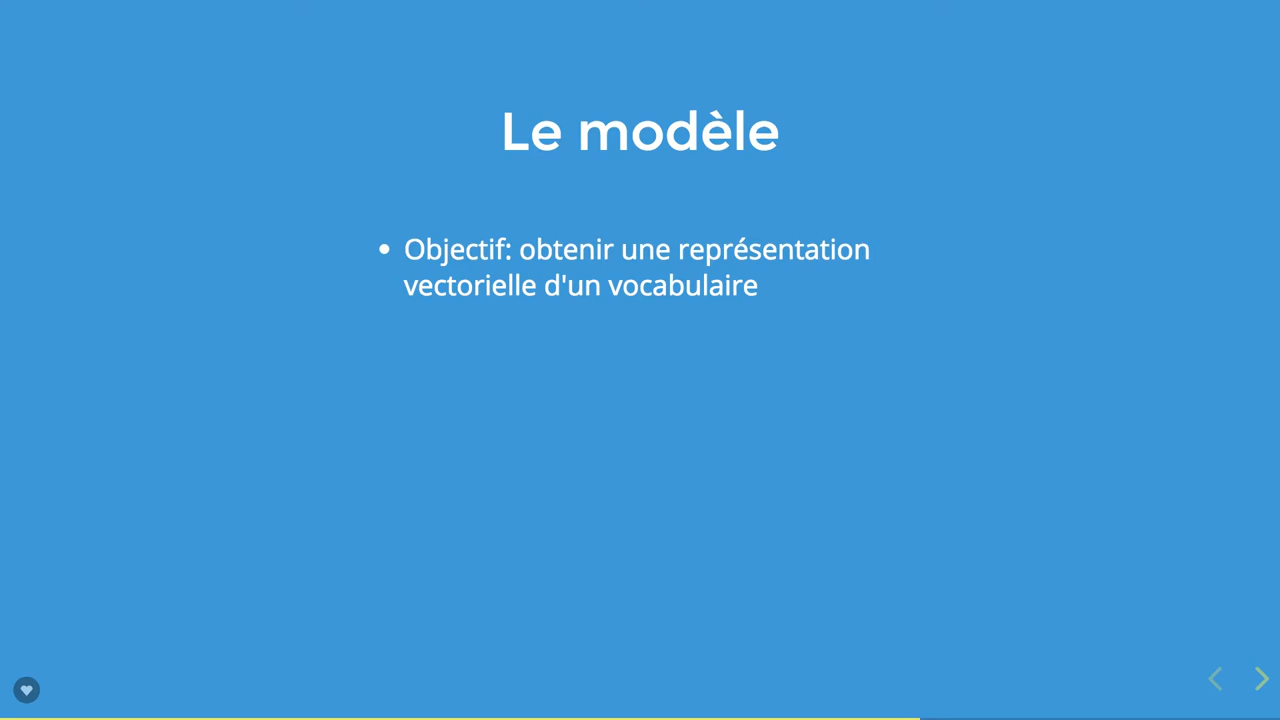 Le modèle
Objectif: obtenir une représentation
vectorielle d'un vocabulaire